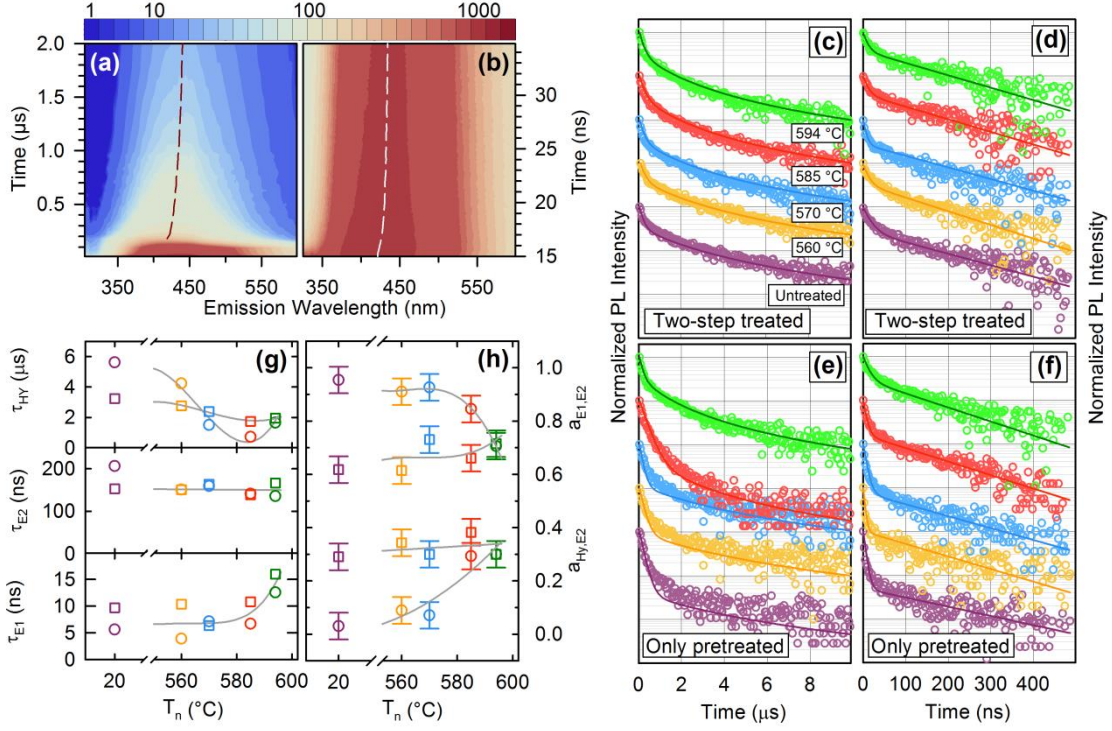 1 10 100 1000
(a)
(b)
Time (μs)
2.0
1.5
1.0
0.5
350 450 550
350 450 550
Emission Wavelength (nm)
30
25
20
15
Time (ns)
(c)
594 °C
585 °C
570 °C
560 °C
Untreated
Two-step treated
(d)
Two-step treated
Normalized PL Intensity
Normalized PL Intensity
(e)
Only pretreated
0 2 4 6 8
Time (μs)
(f)
Only pretreated
0 100 200 300 400
Time (ns)
(g)
τHY (μs)
6
4
2
0
τE2 (ns)
200
100
0
τE1 (ns)
15
10
5
0
20 560 580 600
Tn (°C)
(h)
1.0
0.8
0.6
0.4
0.2
0.0
aE1,E2
aHy,E2
20 560 580 600
Tn (°C)